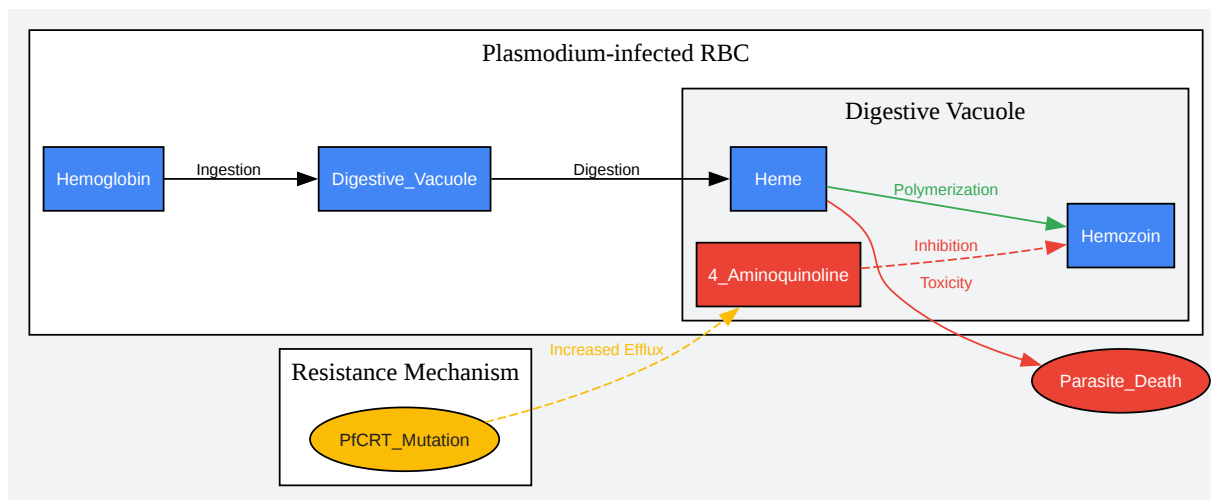 Plasmodium-infected RBC
Digestive Vacuole
Hemoglobin
Ingestion
Digestive_Vacuole
Digestion
Heme
Polymerization
Hemozoin
4_Aminoquinoline
Inhibition
Toxicity
Increased Efflux
Resistance Mechanism
Parasite_Death
PfCRT_Mutation